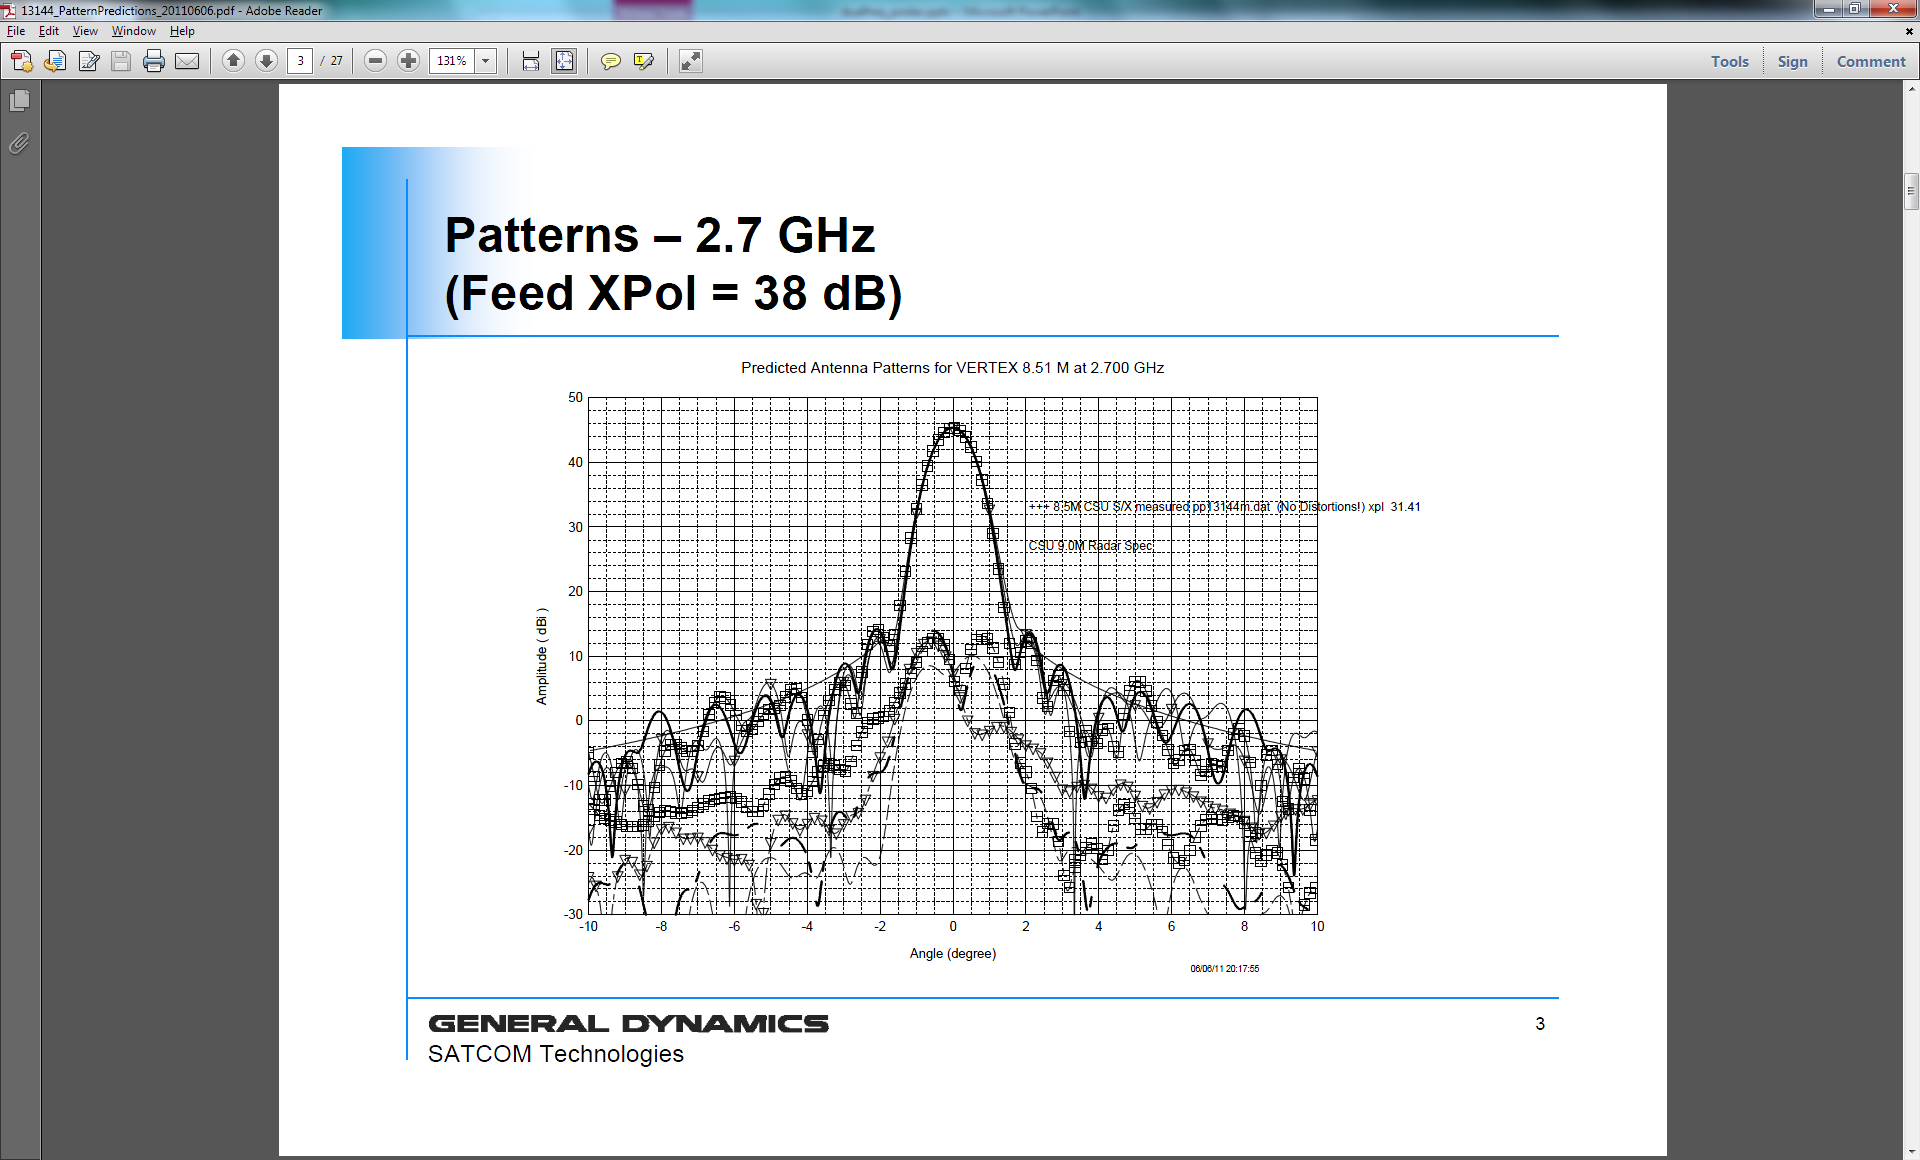 13144_PatternPredictions_20110606.pdf - Adobe Reader
File Edit View Window Help
3 / 27 131% Tools Sign Comment
Patterns – 2.7 GHz
(Feed XPol = 38 dB)
Predicted Antenna Patterns for VERTEX 8.51 M at 2.700 GHz
50
40
+++ 8.5M CSU S/X measured pp13144m.dat (No Distortions!) xpl 31.41
30
CSU 9.0M Radar Spec
20
10
0
-10
-20
-30
Amplitude ( dBi )
-10 -8 -6 -4 -2 0 2 4 6 8 10
Angle (degree)
06/06/11 20:17:55
GENERAL DYNAMICS
SATCOM Technologies
3